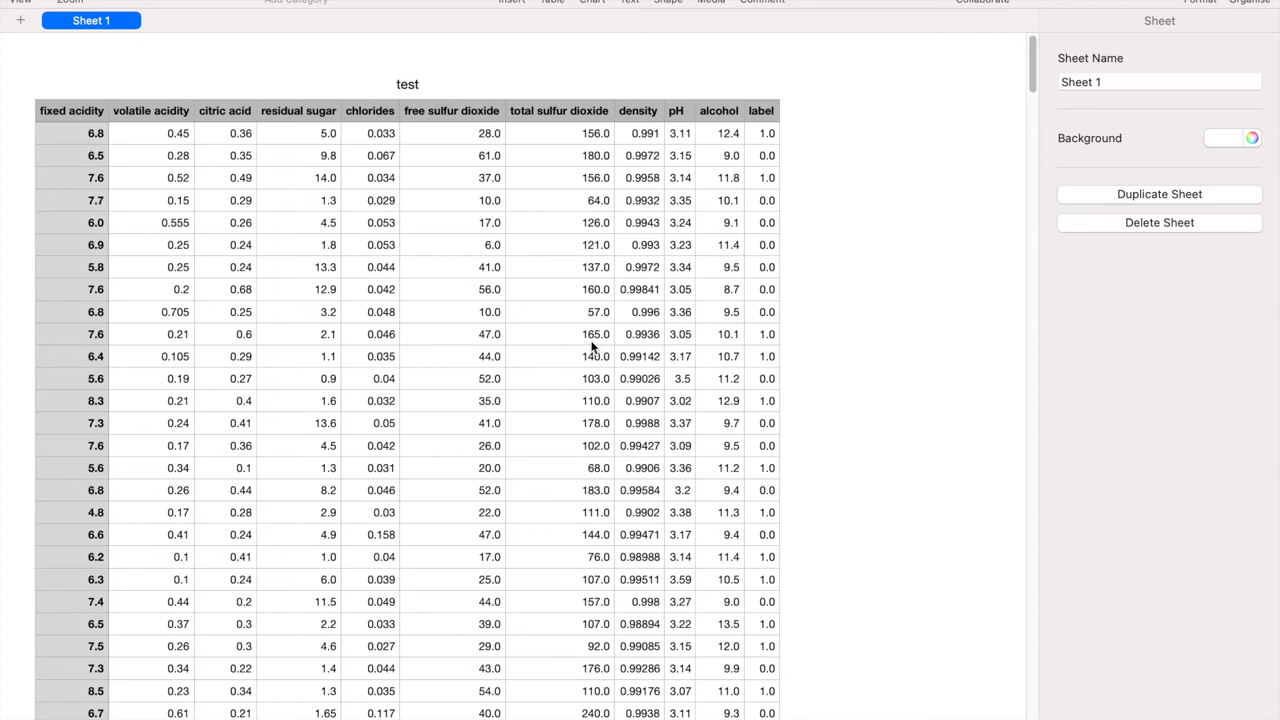 View Zoom Add Category Insert Table Chart Text Shape Media Comment Collaborate Format Organise
+ Sheet 1 Sheet
Sheet Name
Sheet 1
Background
Duplicate Sheet
Delete Sheet
test
fixed acidity volatile acidity citric acid residual sugar chlorides free sulfur dioxide total sulfur dioxide density pH alcohol label
6.8 0.45 0.36 5.0 0.033 28.0 156.0 0.991 3.11 12.4 1.0
6.5 0.28 0.35 9.8 0.067 61.0 180.0 0.9972 3.15 9.0 0.0
7.6 0.52 0.49 14.0 0.034 37.0 156.0 0.9958 3.14 11.8 1.0
7.7 0.15 0.29 1.3 0.029 10.0 64.0 0.9932 3.35 10.1 0.0
6.0 0.555 0.26 4.5 0.053 17.0 126.0 0.9943 3.24 9.1 0.0
6.9 0.25 0.24 1.8 0.053 6.0 121.0 0.993 3.23 11.4 0.0
5.8 0.25 0.24 13.3 0.044 41.0 137.0 0.9972 3.34 9.5 0.0
7.6 0.2 0.68 12.9 0.042 56.0 160.0 0.99841 3.05 8.7 0.0
6.8 0.705 0.25 3.2 0.048 10.0 57.0 0.996 3.36 9.5 0.0
7.6 0.21 0.6 2.1 0.046 47.0 165.0 0.9936 3.05 10.1 1.0
6.4 0.105 0.29 1.1 0.035 44.0 140.0 0.99142 3.17 10.7 1.0
5.6 0.19 0.27 0.9 0.04 52.0 103.0 0.99026 3.5 11.2 0.0
8.3 0.21 0.4 1.6 0.032 35.0 110.0 0.9907 3.02 12.9 1.0
7.3 0.24 0.41 13.6 0.05 41.0 178.0 0.9988 3.37 9.7 0.0
7.6 0.17 0.36 4.5 0.042 26.0 102.0 0.99427 3.09 9.5 0.0
5.6 0.34 0.1 1.3 0.031 20.0 68.0 0.9906 3.36 11.2 1.0
6.8 0.26 0.44 8.2 0.046 52.0 183.0 0.99584 3.2 9.4 0.0
4.8 0.17 0.28 2.9 0.03 22.0 111.0 0.9902 3.38 11.3 1.0
6.6 0.41 0.24 4.9 0.158 47.0 144.0 0.99471 3.17 9.4 0.0
6.2 0.1 0.41 1.0 0.04 17.0 76.0 0.98988 3.14 11.4 1.0
6.3 0.1 0.24 6.0 0.039 25.0 107.0 0.99511 3.59 10.5 1.0
7.4 0.44 0.2 11.5 0.049 44.0 157.0 0.998 3.27 9.0 0.0
6.5 0.37 0.3 2.2 0.033 39.0 107.0 0.98894 3.22 13.5 1.0
7.5 0.26 0.3 4.6 0.027 29.0 92.0 0.99085 3.15 12.0 1.0
7.3 0.34 0.22 1.4 0.044 43.0 176.0 0.99286 3.14 9.9 0.0
8.5 0.23 0.34 1.3 0.035 54.0 110.0 0.99176 3.07 11.0 1.0
6.7 0.61 0.21 1.65 0.117 40.0 240.0 0.9938 3.11 9.3 0.0